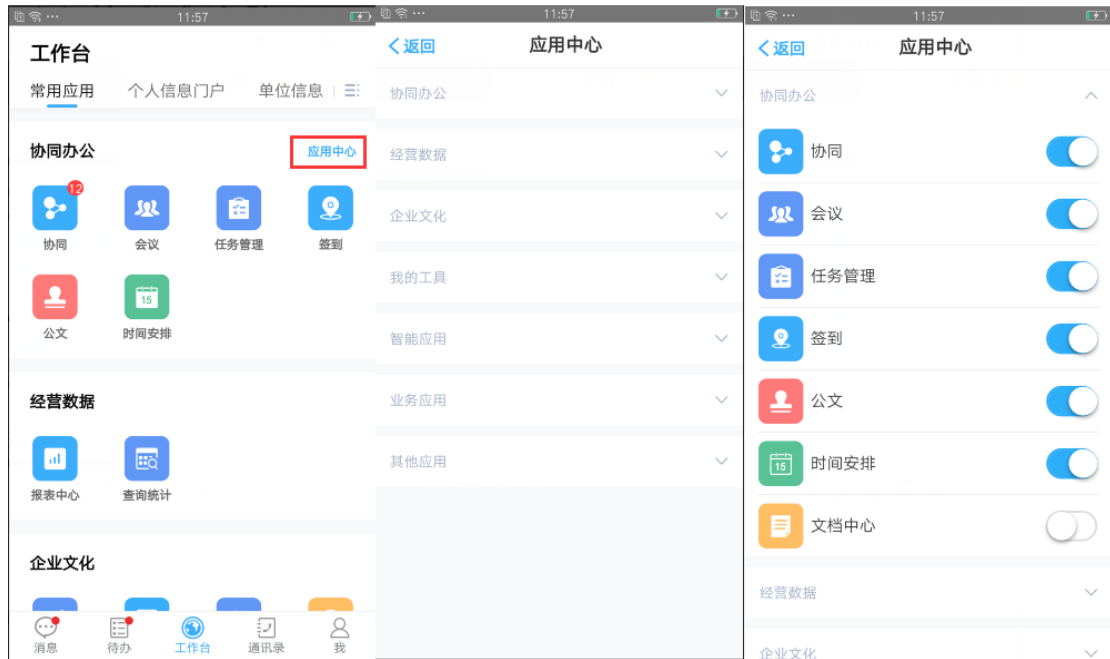 11:57
工作台
常用应用 个人信息门户 单位信息
协同办公 应用中心
12
协同 会议 任务管理 签到
15
公文 时间安排
经营数据
报表中心 查询统计
企业文化
消息 待办 工作台 通讯录 我
11:57
返回 应用中心
协同办公
经营数据
企业文化
我的工具
智能应用
业务应用
其他应用
11:57
返回 应用中心
协同办公
协同
会议
任务管理
签到
公文
15 时间安排
文档中心
经营数据
企业文化